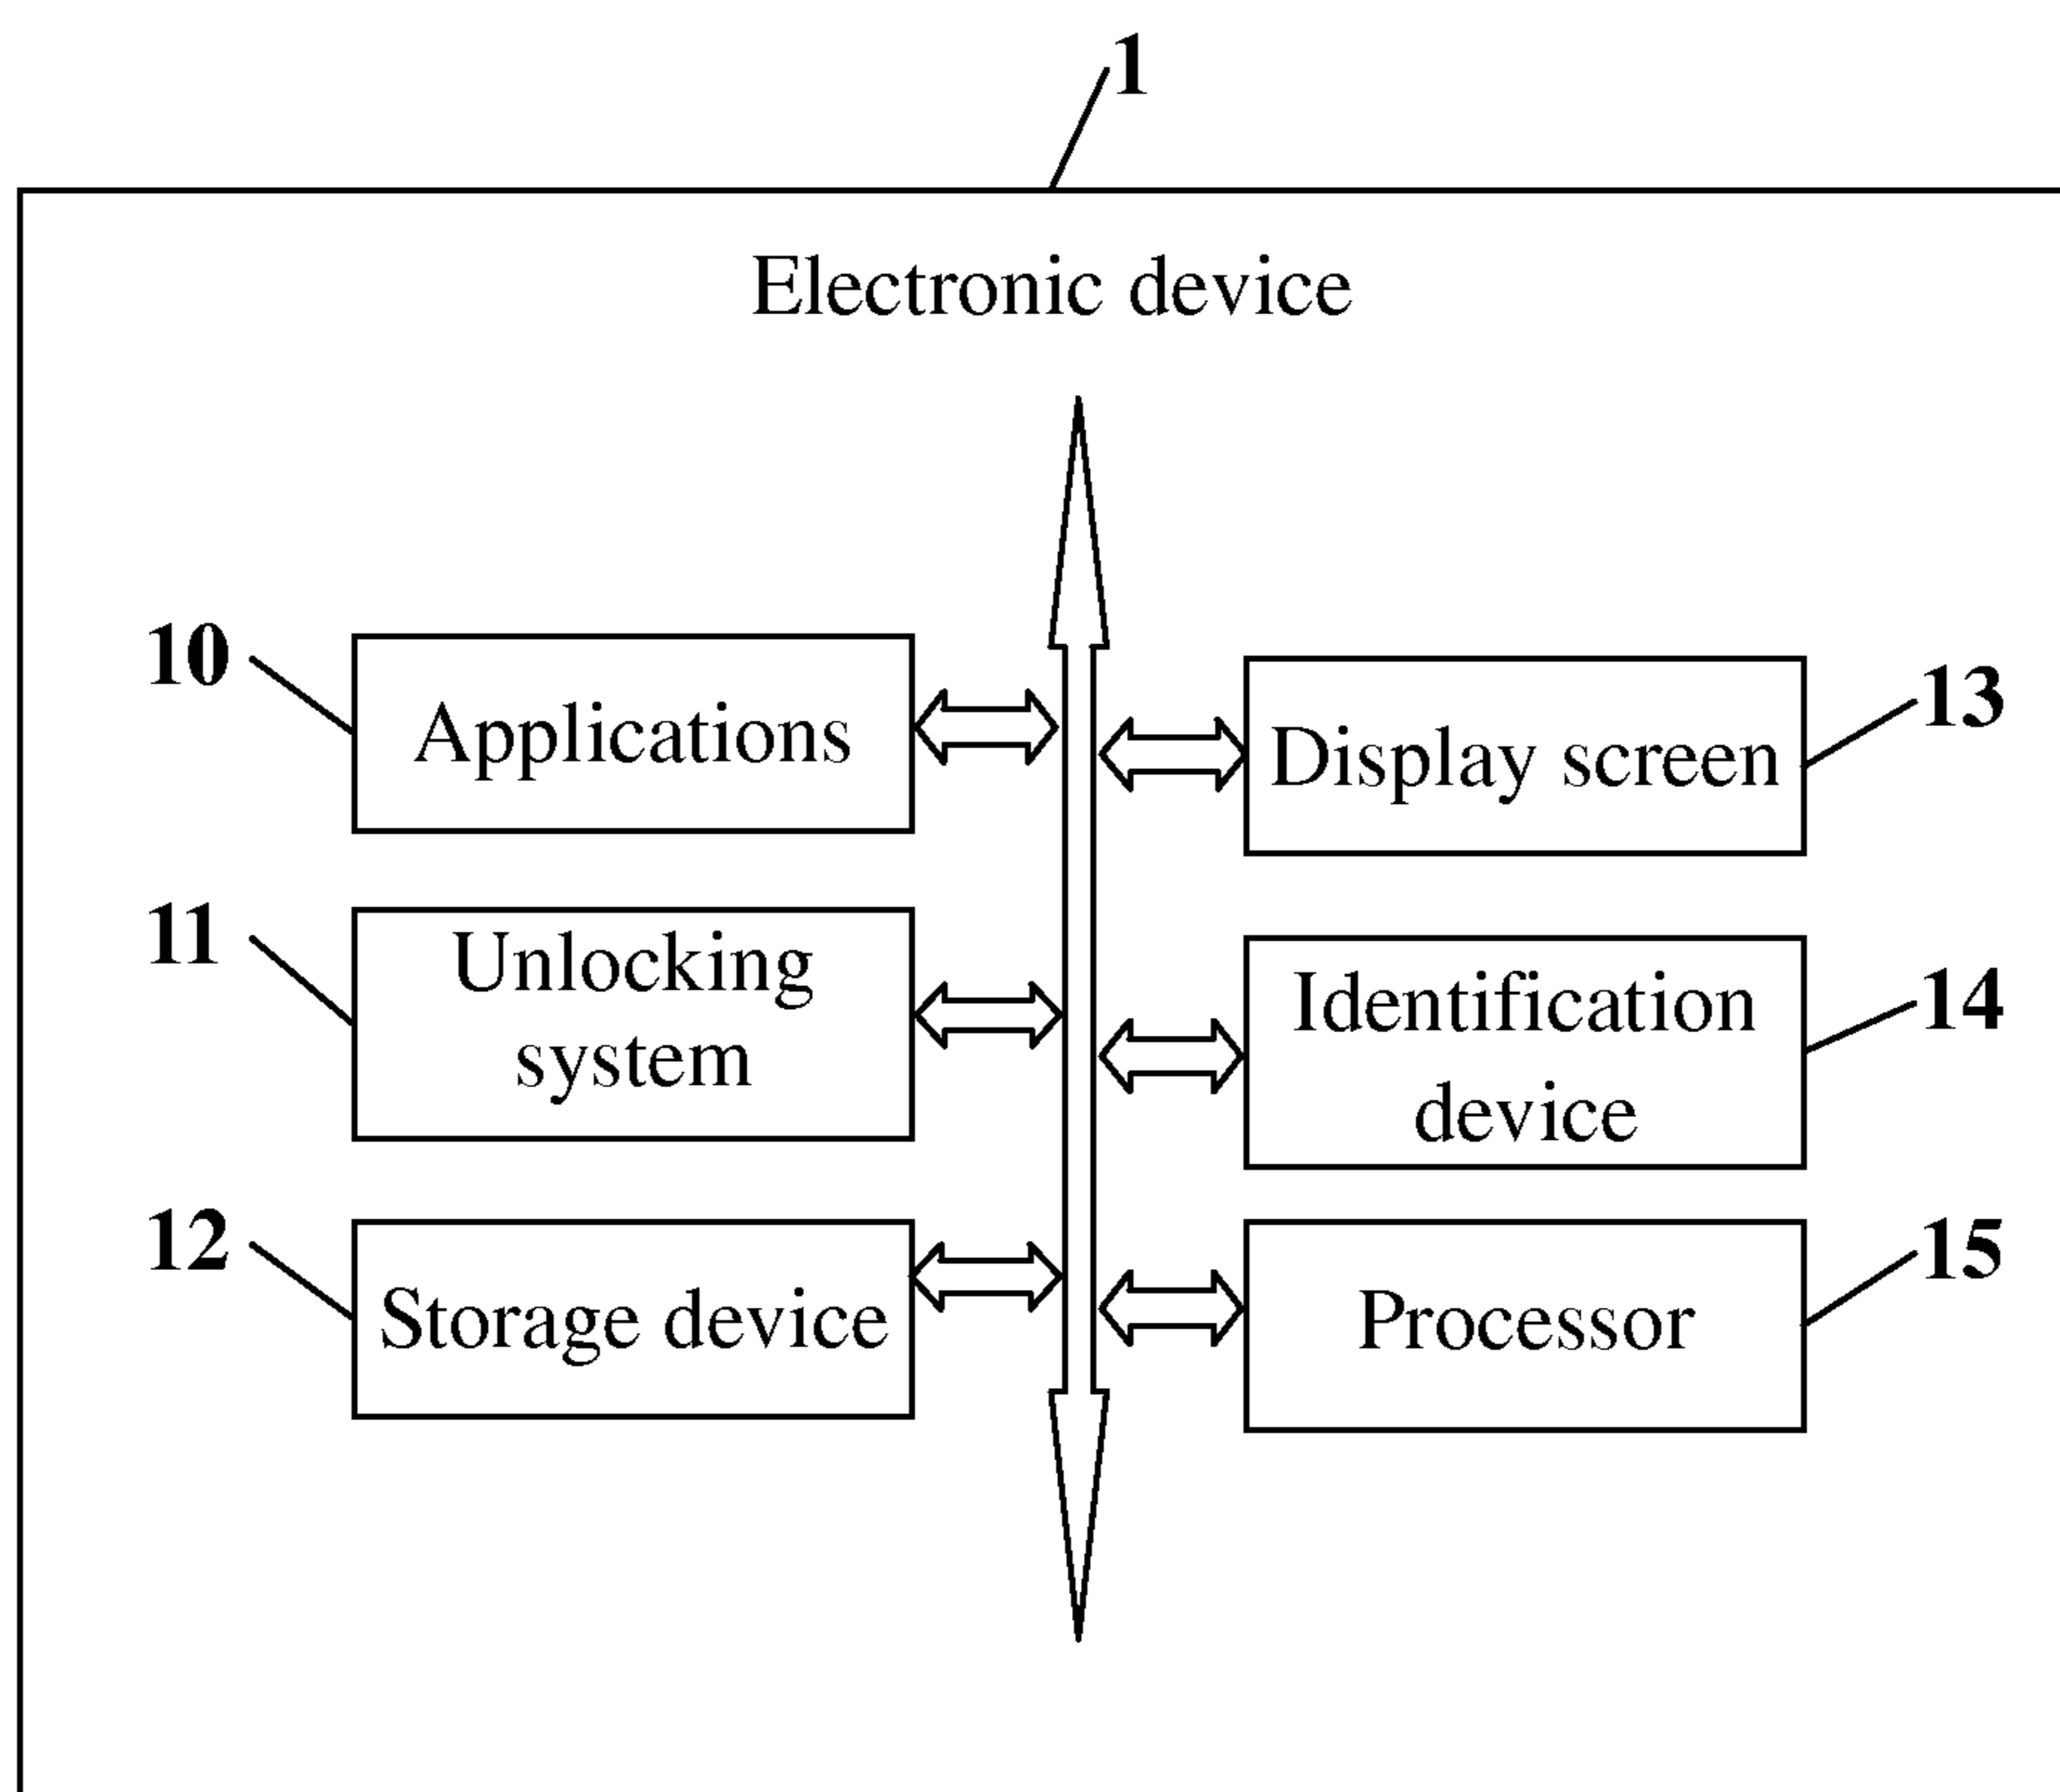 1
Electronic device
10
Applications
11
Unlocking
system
12
Storage device
13
Display screen
14
Identification
device
15
Processor